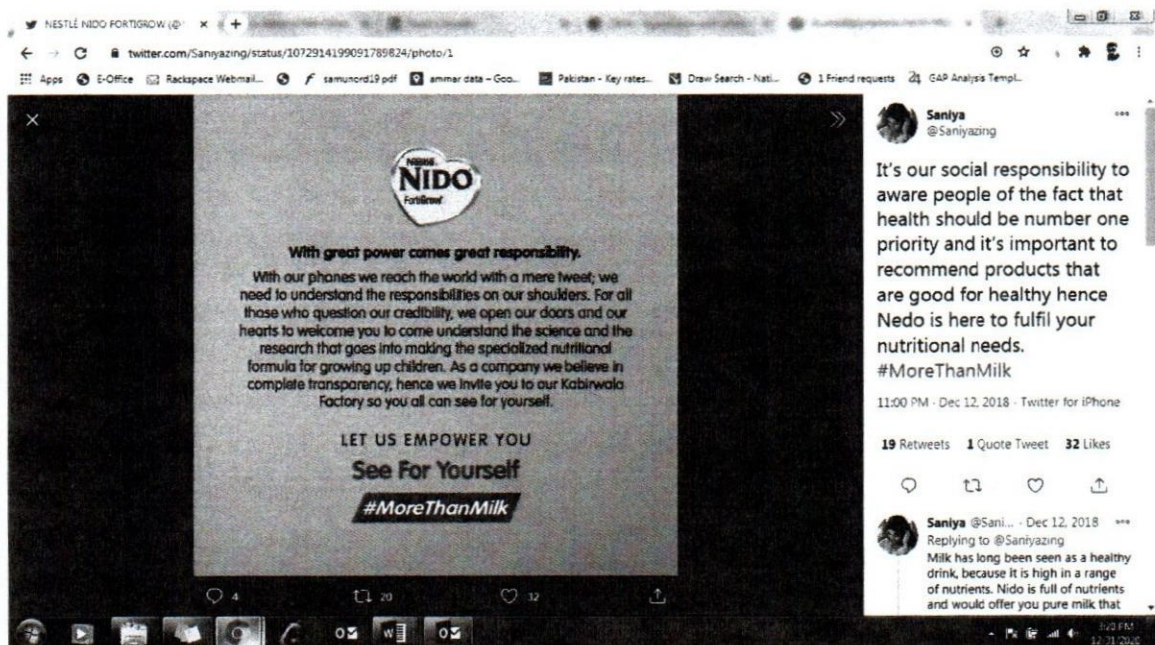 NESTLÉ NIDO FORTIGROW (@
twitter.com/Saniyazing/status/1072914199091789824/photo/1
Apps E-Office Rackspace Webmail... samunord19 pdf ammar data – Goo... Pakistan - Key rates... Draw Search - Nati... 1 Friend requests GAP Analysis Templ...
Nestlé
NIDO
FortiGrow
With great power comes great responsibility.
With our phones we reach the world with a mere tweet; we
need to understand the responsibilities on our shoulders. For all
those who question our credibility, we open our doors and our
hearts to welcome you to come understand the science and the
research that goes into making the specialized nutritional
formula for growing up children. As a company we believe in
complete transparency, hence we invite you to our Kabirwala
Factory so you all can see for yourself.
LET US EMPOWER YOU
See For Yourself
#MoreThanMilk
4 20 32
Saniya
@Saniyazing
It's our social responsibility to
aware people of the fact that
health should be number one
priority and it's important to
recommend products that
are good for healthy hence
Nedo is here to fulfil your
nutritional needs.
#MoreThanMilk
11:00 PM · Dec 12, 2018 · Twitter for iPhone
19 Retweets 1 Quote Tweet 32 Likes
Saniya @Sani... · Dec 12, 2018
Replying to @Saniyazing
Milk has long been seen as a healthy
drink, because it is high in a range
of nutrients. Nido is full of nutrients
and would offer you pure milk that
3:20 PM
12/31/2020